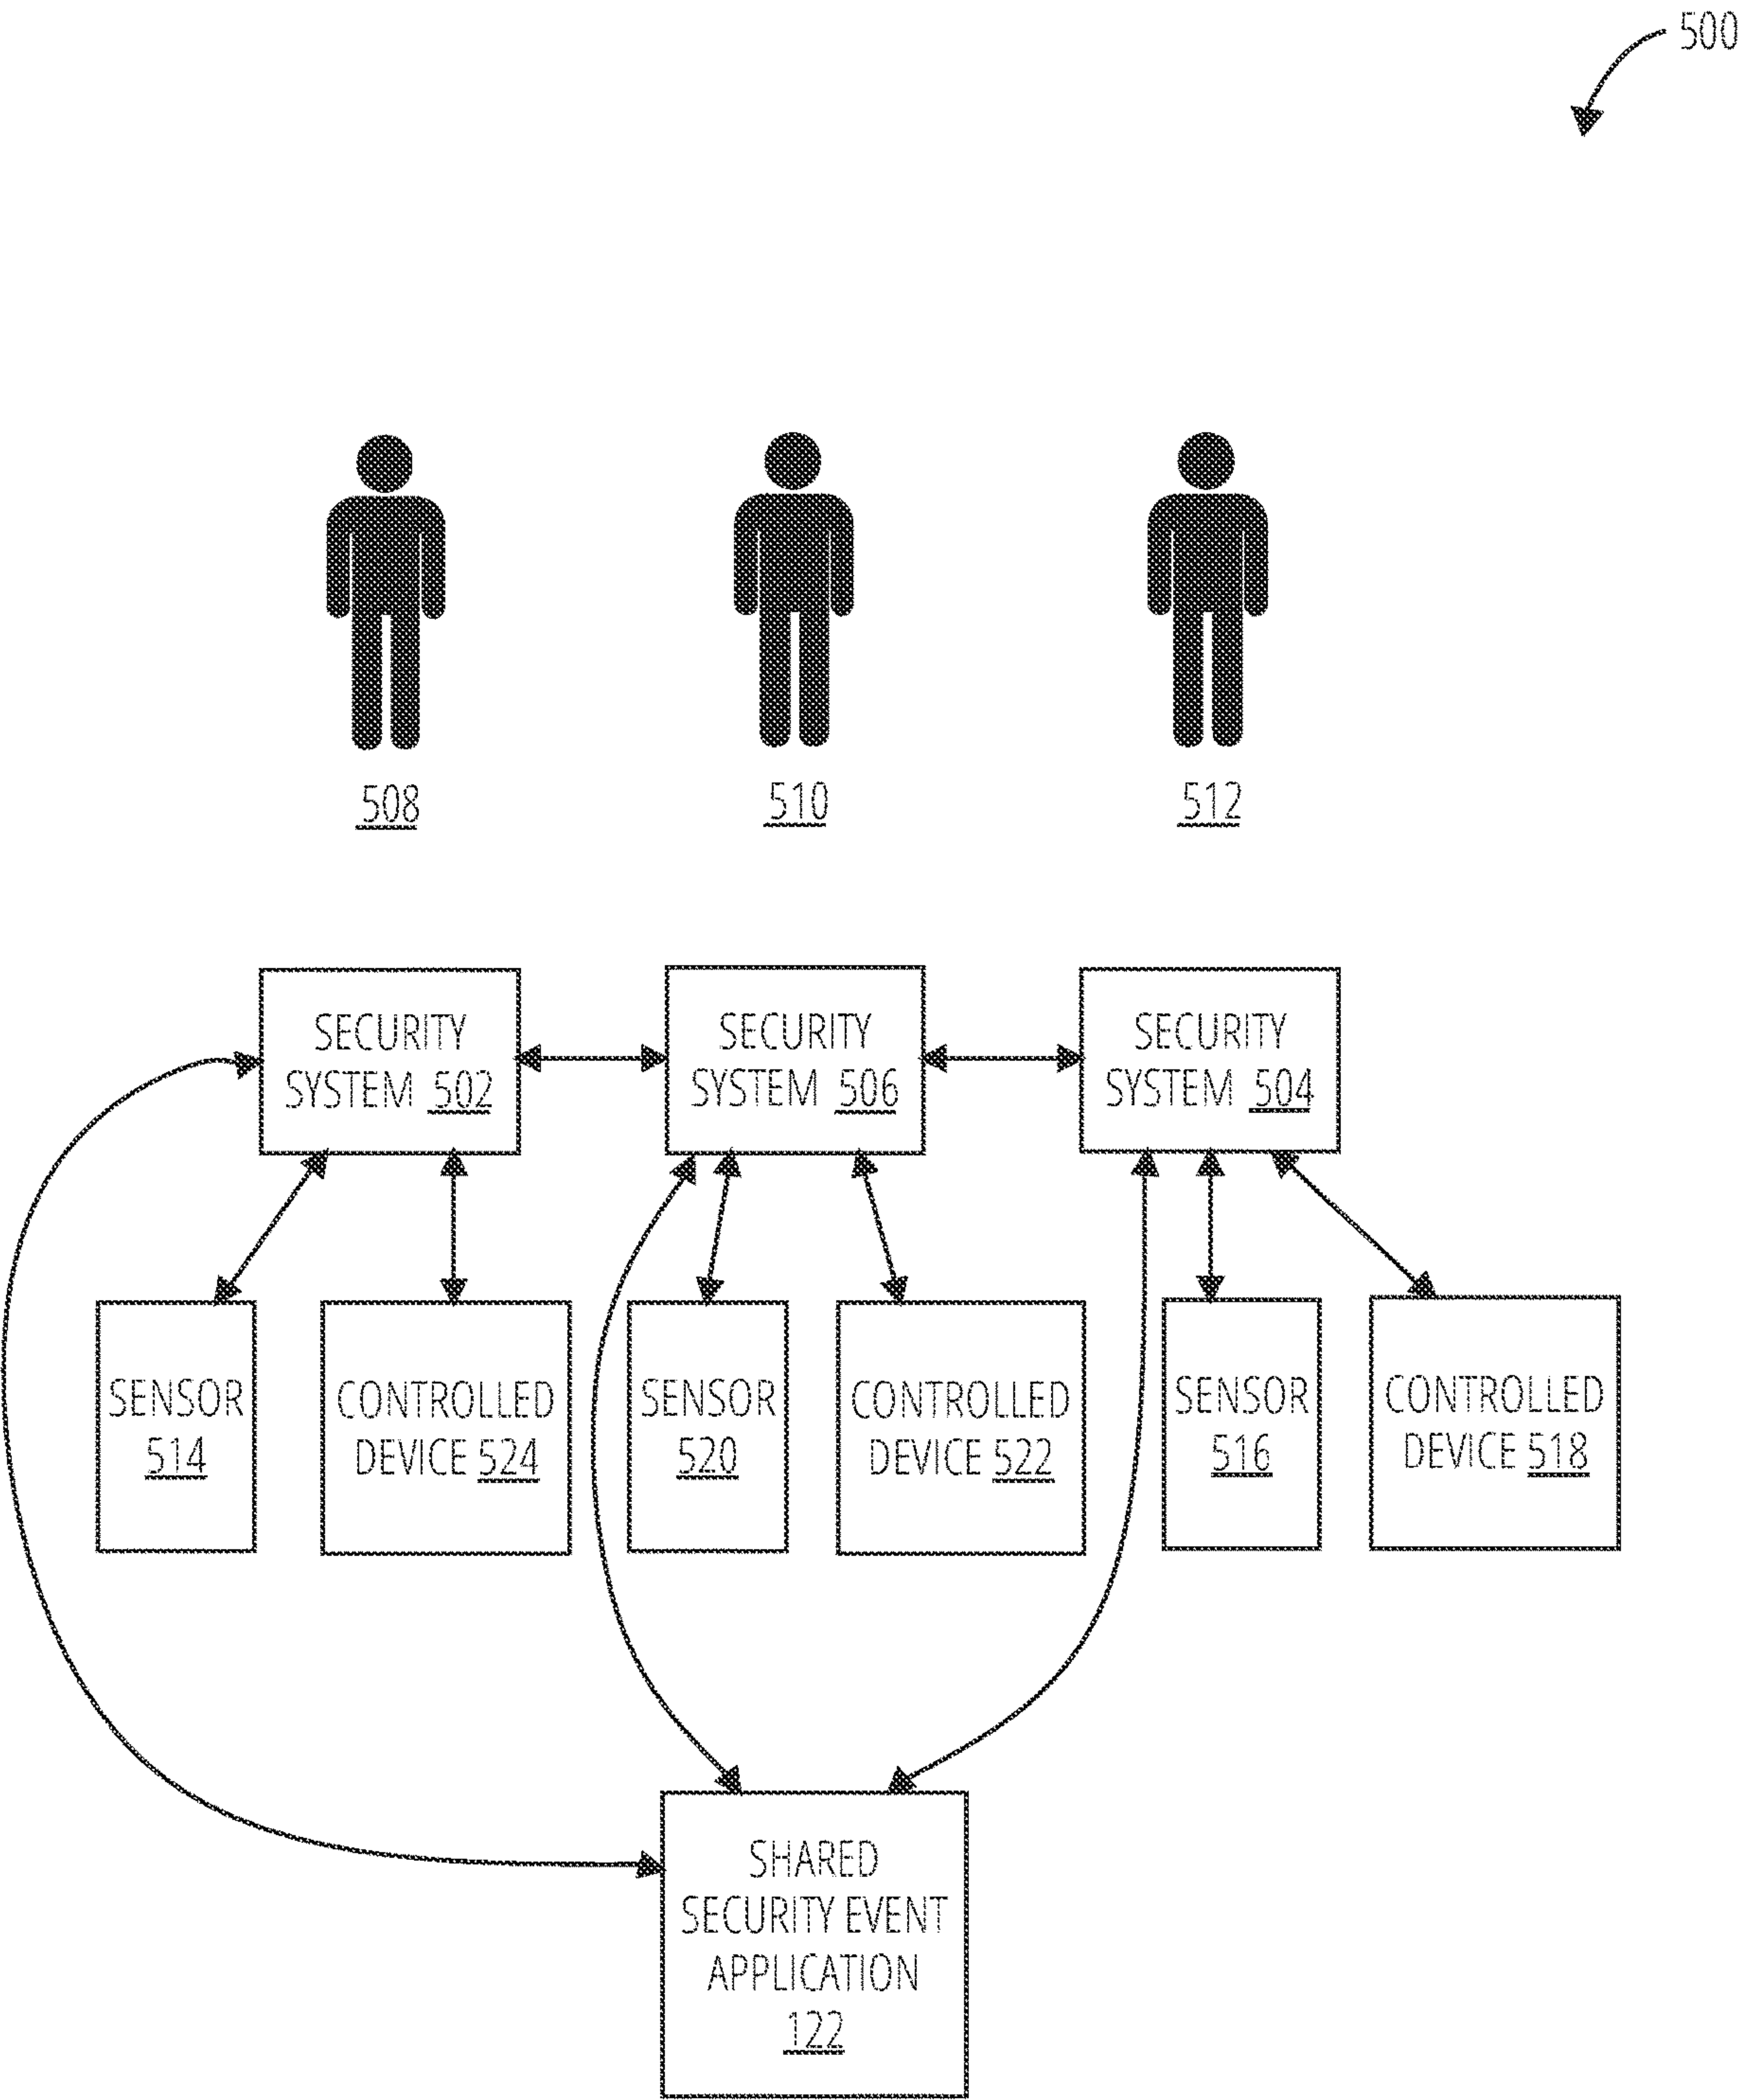 500
508
510
512
SECURITY
SYSTEM 502
SECURITY
SYSTEM 506
SECURITY
SYSTEM 504
SENSOR
514
CONTROLLED
DEVICE 524
SENSOR
520
CONTROLLED
DEVICE 522
SENSOR
516
CONTROLLED
DEVICE 518
SHARED
SECURITY EVENT
APPLICATION
122